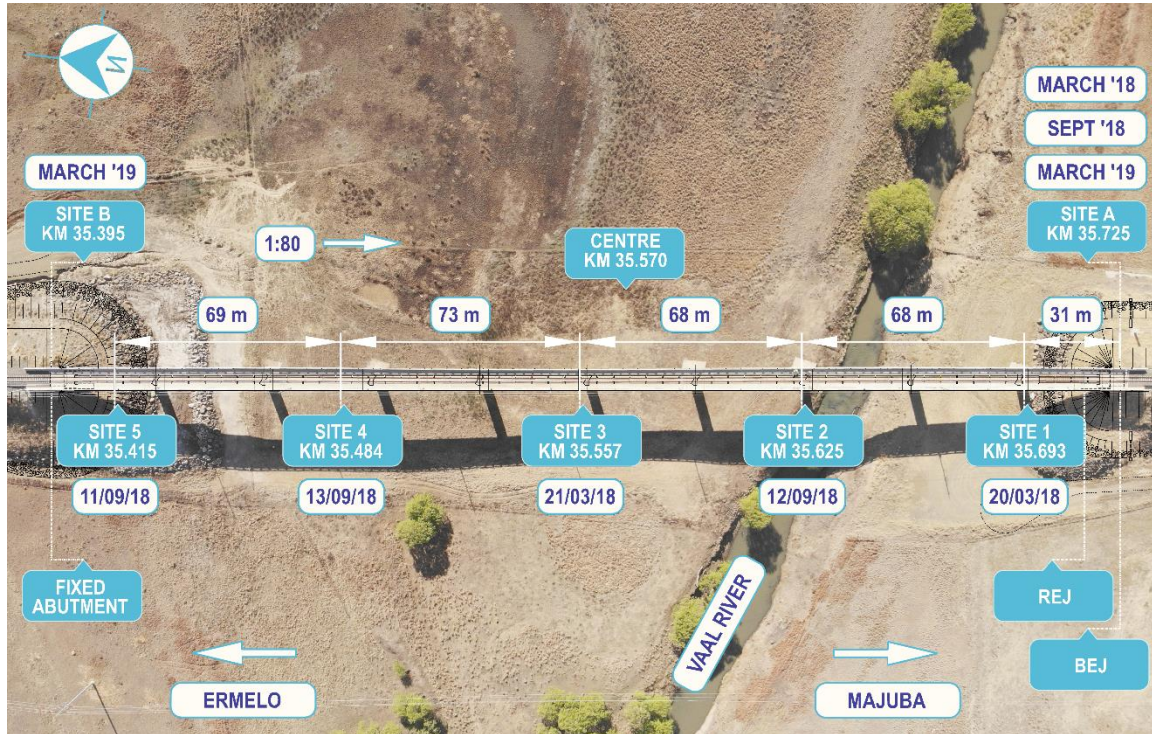 N
MARCH '18
SEPT '18
MARCH '19
MARCH '19
SITE B
KM 35.395
SITE A
KM 35.725
1:80
CENTRE
KM 35.570
69 m
73 m
68 m
68 m
31 m
SITE 5
KM 35.415
SITE 4
KM 35.484
SITE 3
KM 35.557
SITE 2
KM 35.625
SITE 1
KM 35.693
11/09/18
13/09/18
21/03/18
12/09/18
20/03/18
FIXED
ABUTMENT
REJ
VAAL RIVER
BEJ
ERMELO
MAJUBA